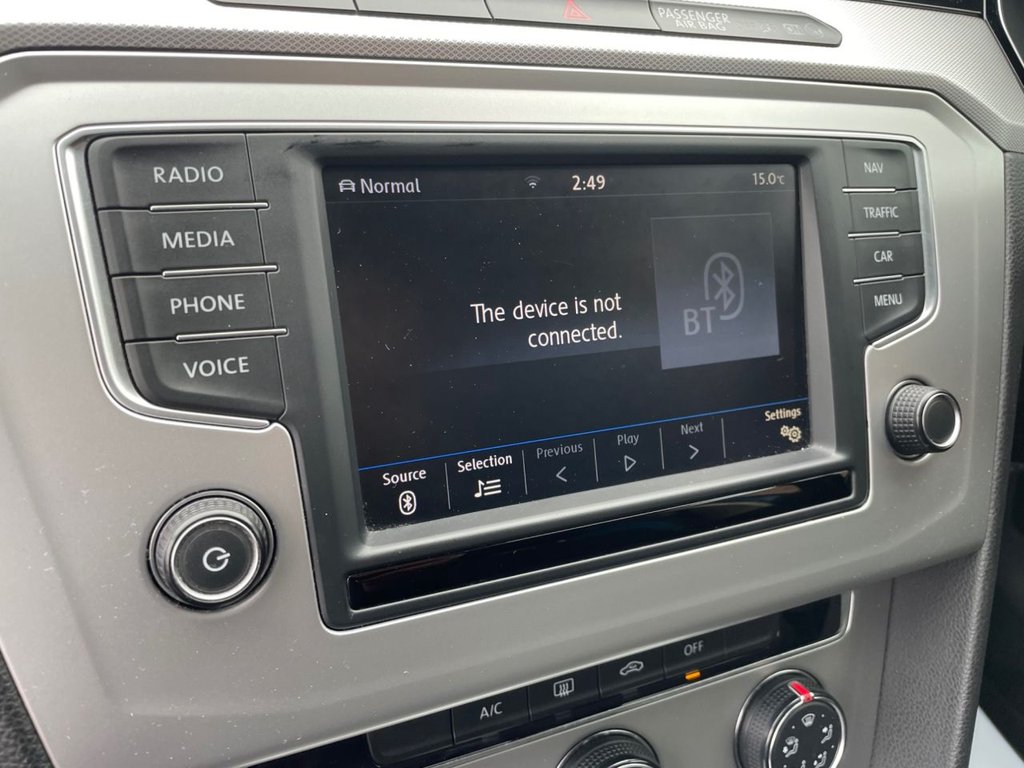 PASSENGER
AIR BAG
RADIO
MEDIA
PHONE
VOICE
Normal
2:49
15.0°C
The device is not
connected.
BT
Source
Selection
Previous
Play
Next
Settings
NAV
TRAFFIC
CAR
MENU
A/C
OFF